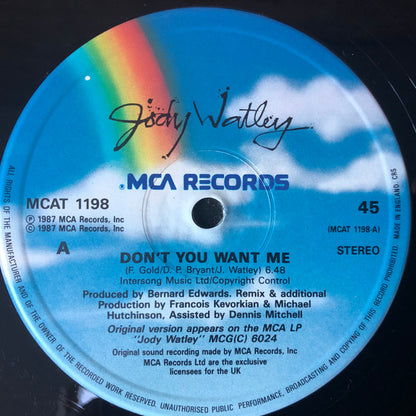 Jody Watley
MCA RECORDS
MCAT 1198
45
℗ 1987 MCA Records, Inc
© 1987 MCA Records, Inc
(MCAT 1198-A)
A
STEREO
DON'T YOU WANT ME
(F. Gold/D. P. Bryant/J. Watley) 6.48
Intersong Music Ltd/Copyright Control
Produced by Bernard Edwards. Remix & additional
Production by Francois Kevorkian & Michael
Hutchinson, Assisted by Dennis Mitchell
Original version appears on the MCA LP
"Jody Watley" MCG(C) 6024
Original sound recording made by MCA Records, Inc
MCA Records Ltd are the exclusive
licensees for the UK
ALL RIGHTS OF THE MANUFACTURER AND OF THE OWNER OF THE RECORDED WORK RESERVED. UNAUTHORISED PUBLIC PERFORMANCE, BROADCASTING AND COPYING OF THIS RECORD PROHIBITED. MADE IN ENGLAND. CRS